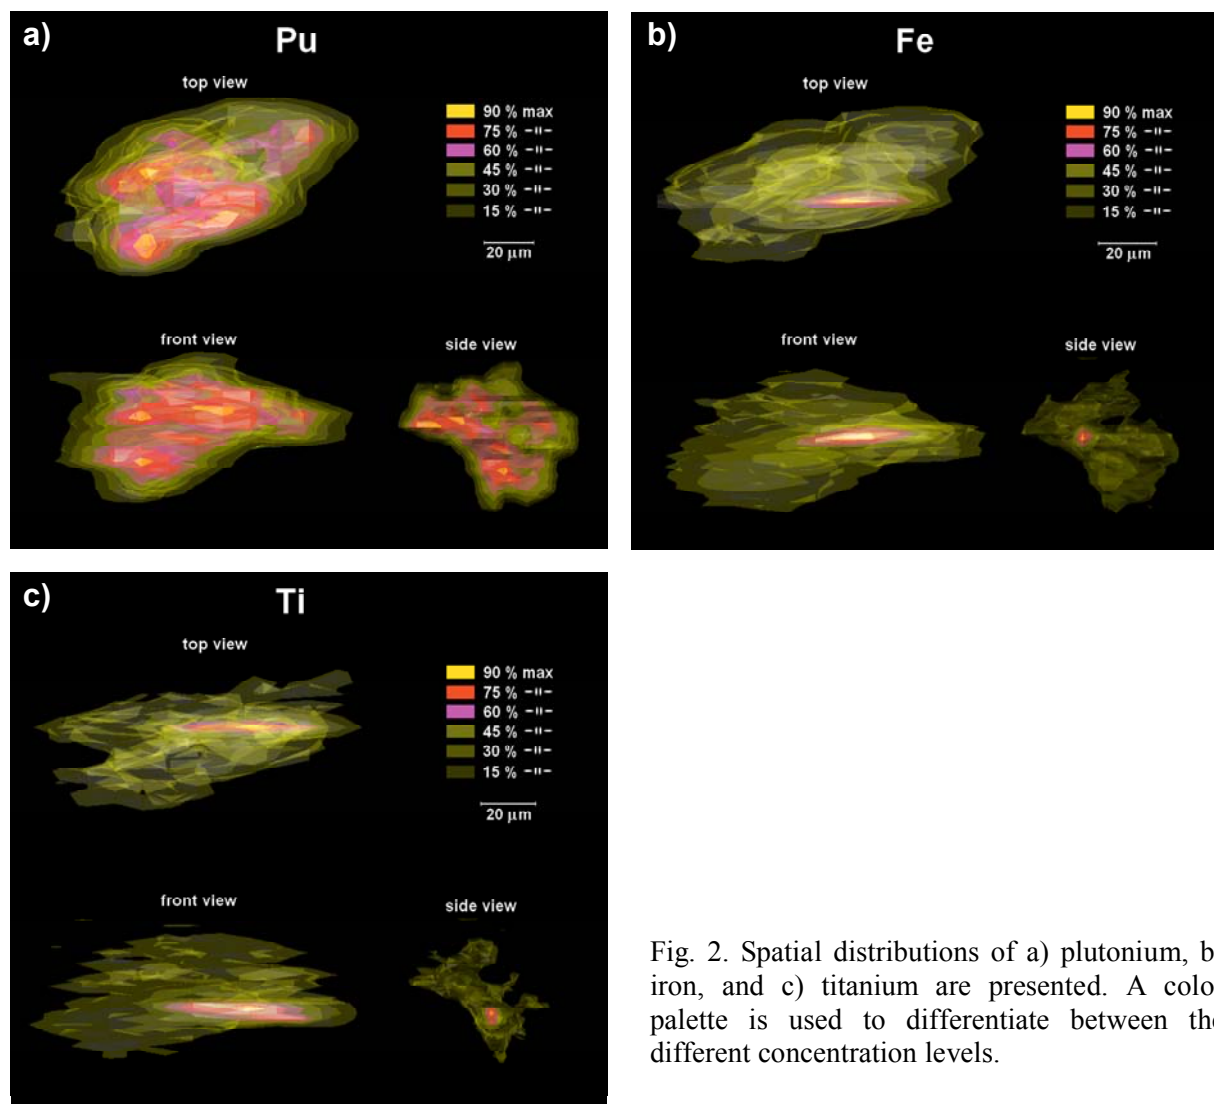 a)
Pu
top view
90 % max
75 % -"-
60 % -"-
45 % -"-
30 % -"-
15 % -"-
20 µm
front view
side view
b)
Fe
top view
90 % max
75 % -"-
60 % -"-
45 % -"-
30 % -"-
15 % -"-
20 µm
front view
side view
c)
Ti
top view
90 % max
75 % -"-
60 % -"-
45 % -"-
30 % -"-
15 % -"-
20 µm
front view
side view
Fig. 2. Spatial distributions of a) plutonium, b
iron, and c) titanium are presented. A colo
palette is used to differentiate between the
different concentration levels.